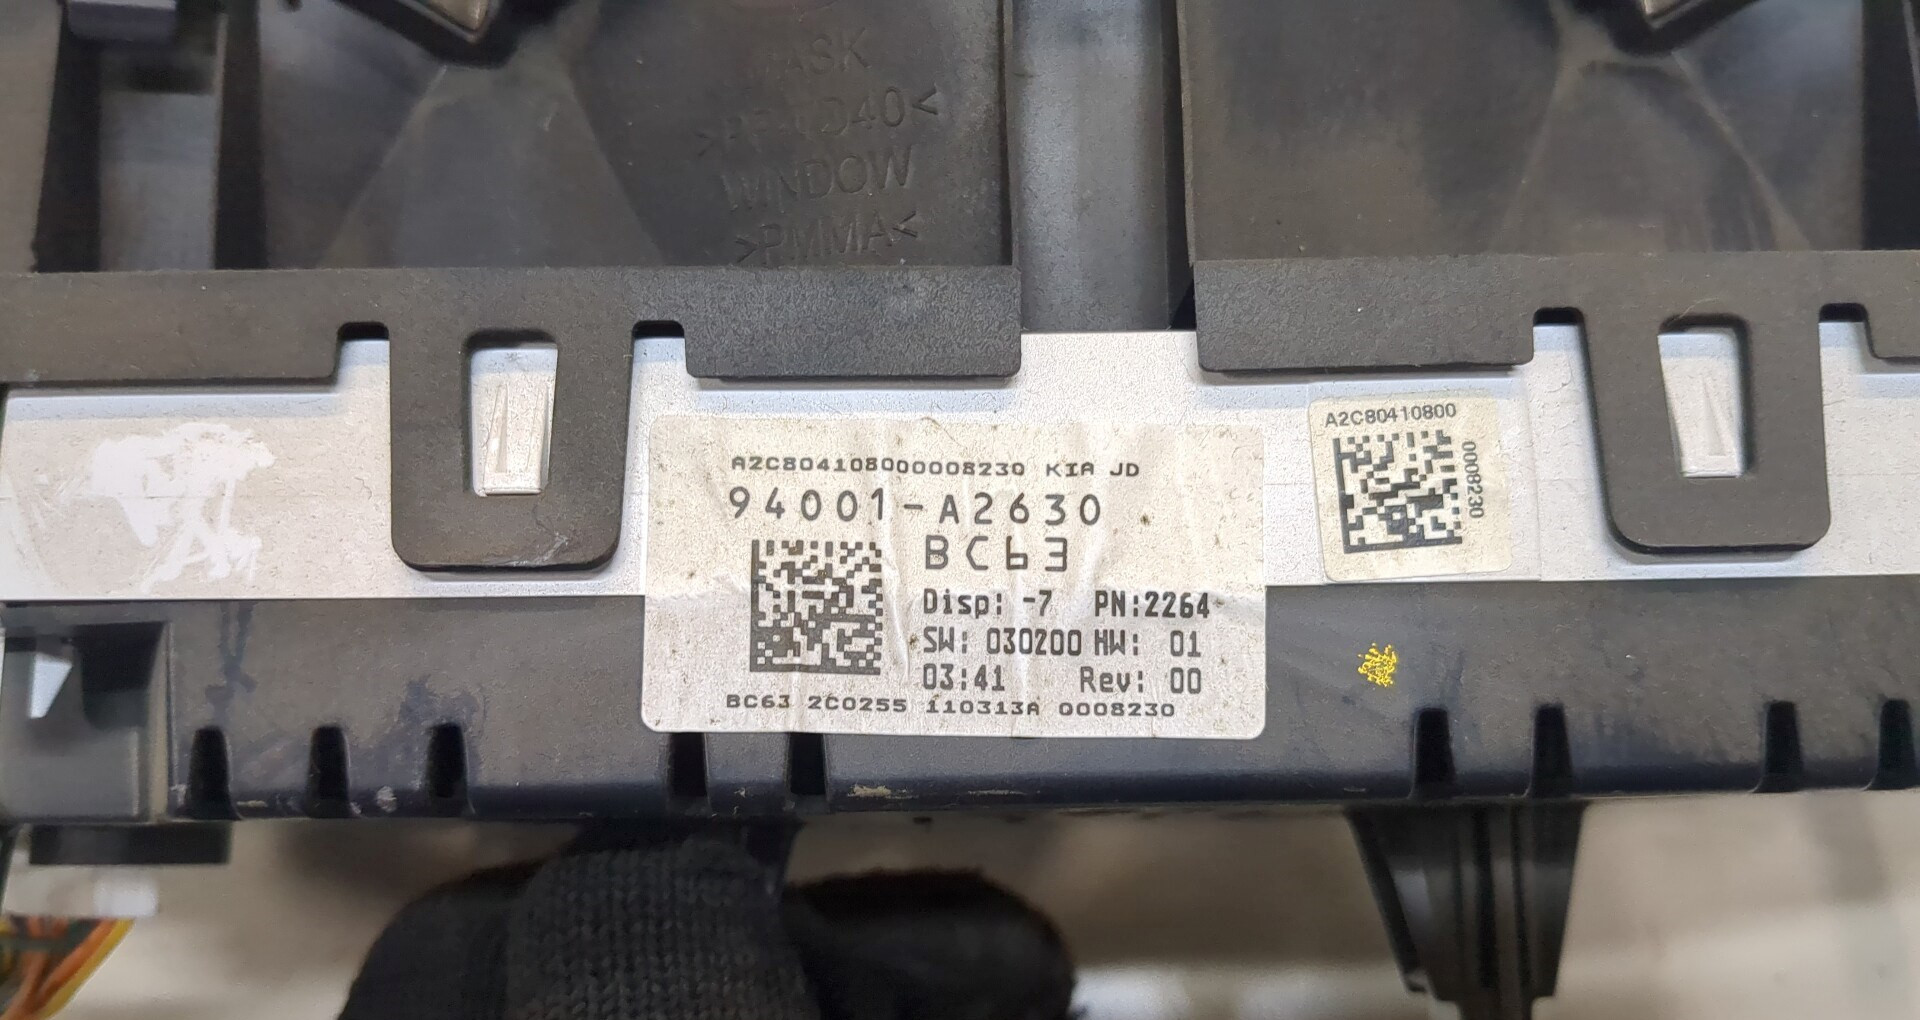 MASK
>PP-TD40<
WINDOW
>PMMA<
A2C8041080000008230 KIA JD
94001-A2630
BC63
Disp: -7 PN:2264
SW: 030200 HW: 01
03:41 Rev: 00
BC63 2C0255 110313A 0008230
A2C80410800
0008230